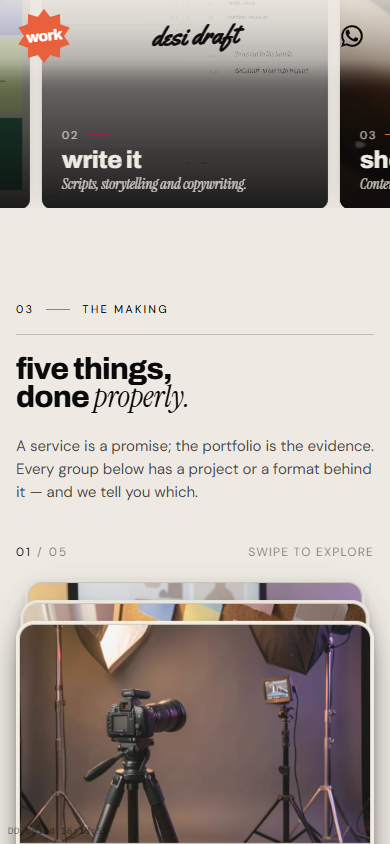 work
desi draft
02
write it
Scripts, storytelling and copywriting.
03
03 THE MAKING
five things,
done properly.
A service is a promise; the portfolio is the evidence.
Every group below has a project or a format behind
it — and we tell you which.
01 / 05
SWIPE TO EXPLORE